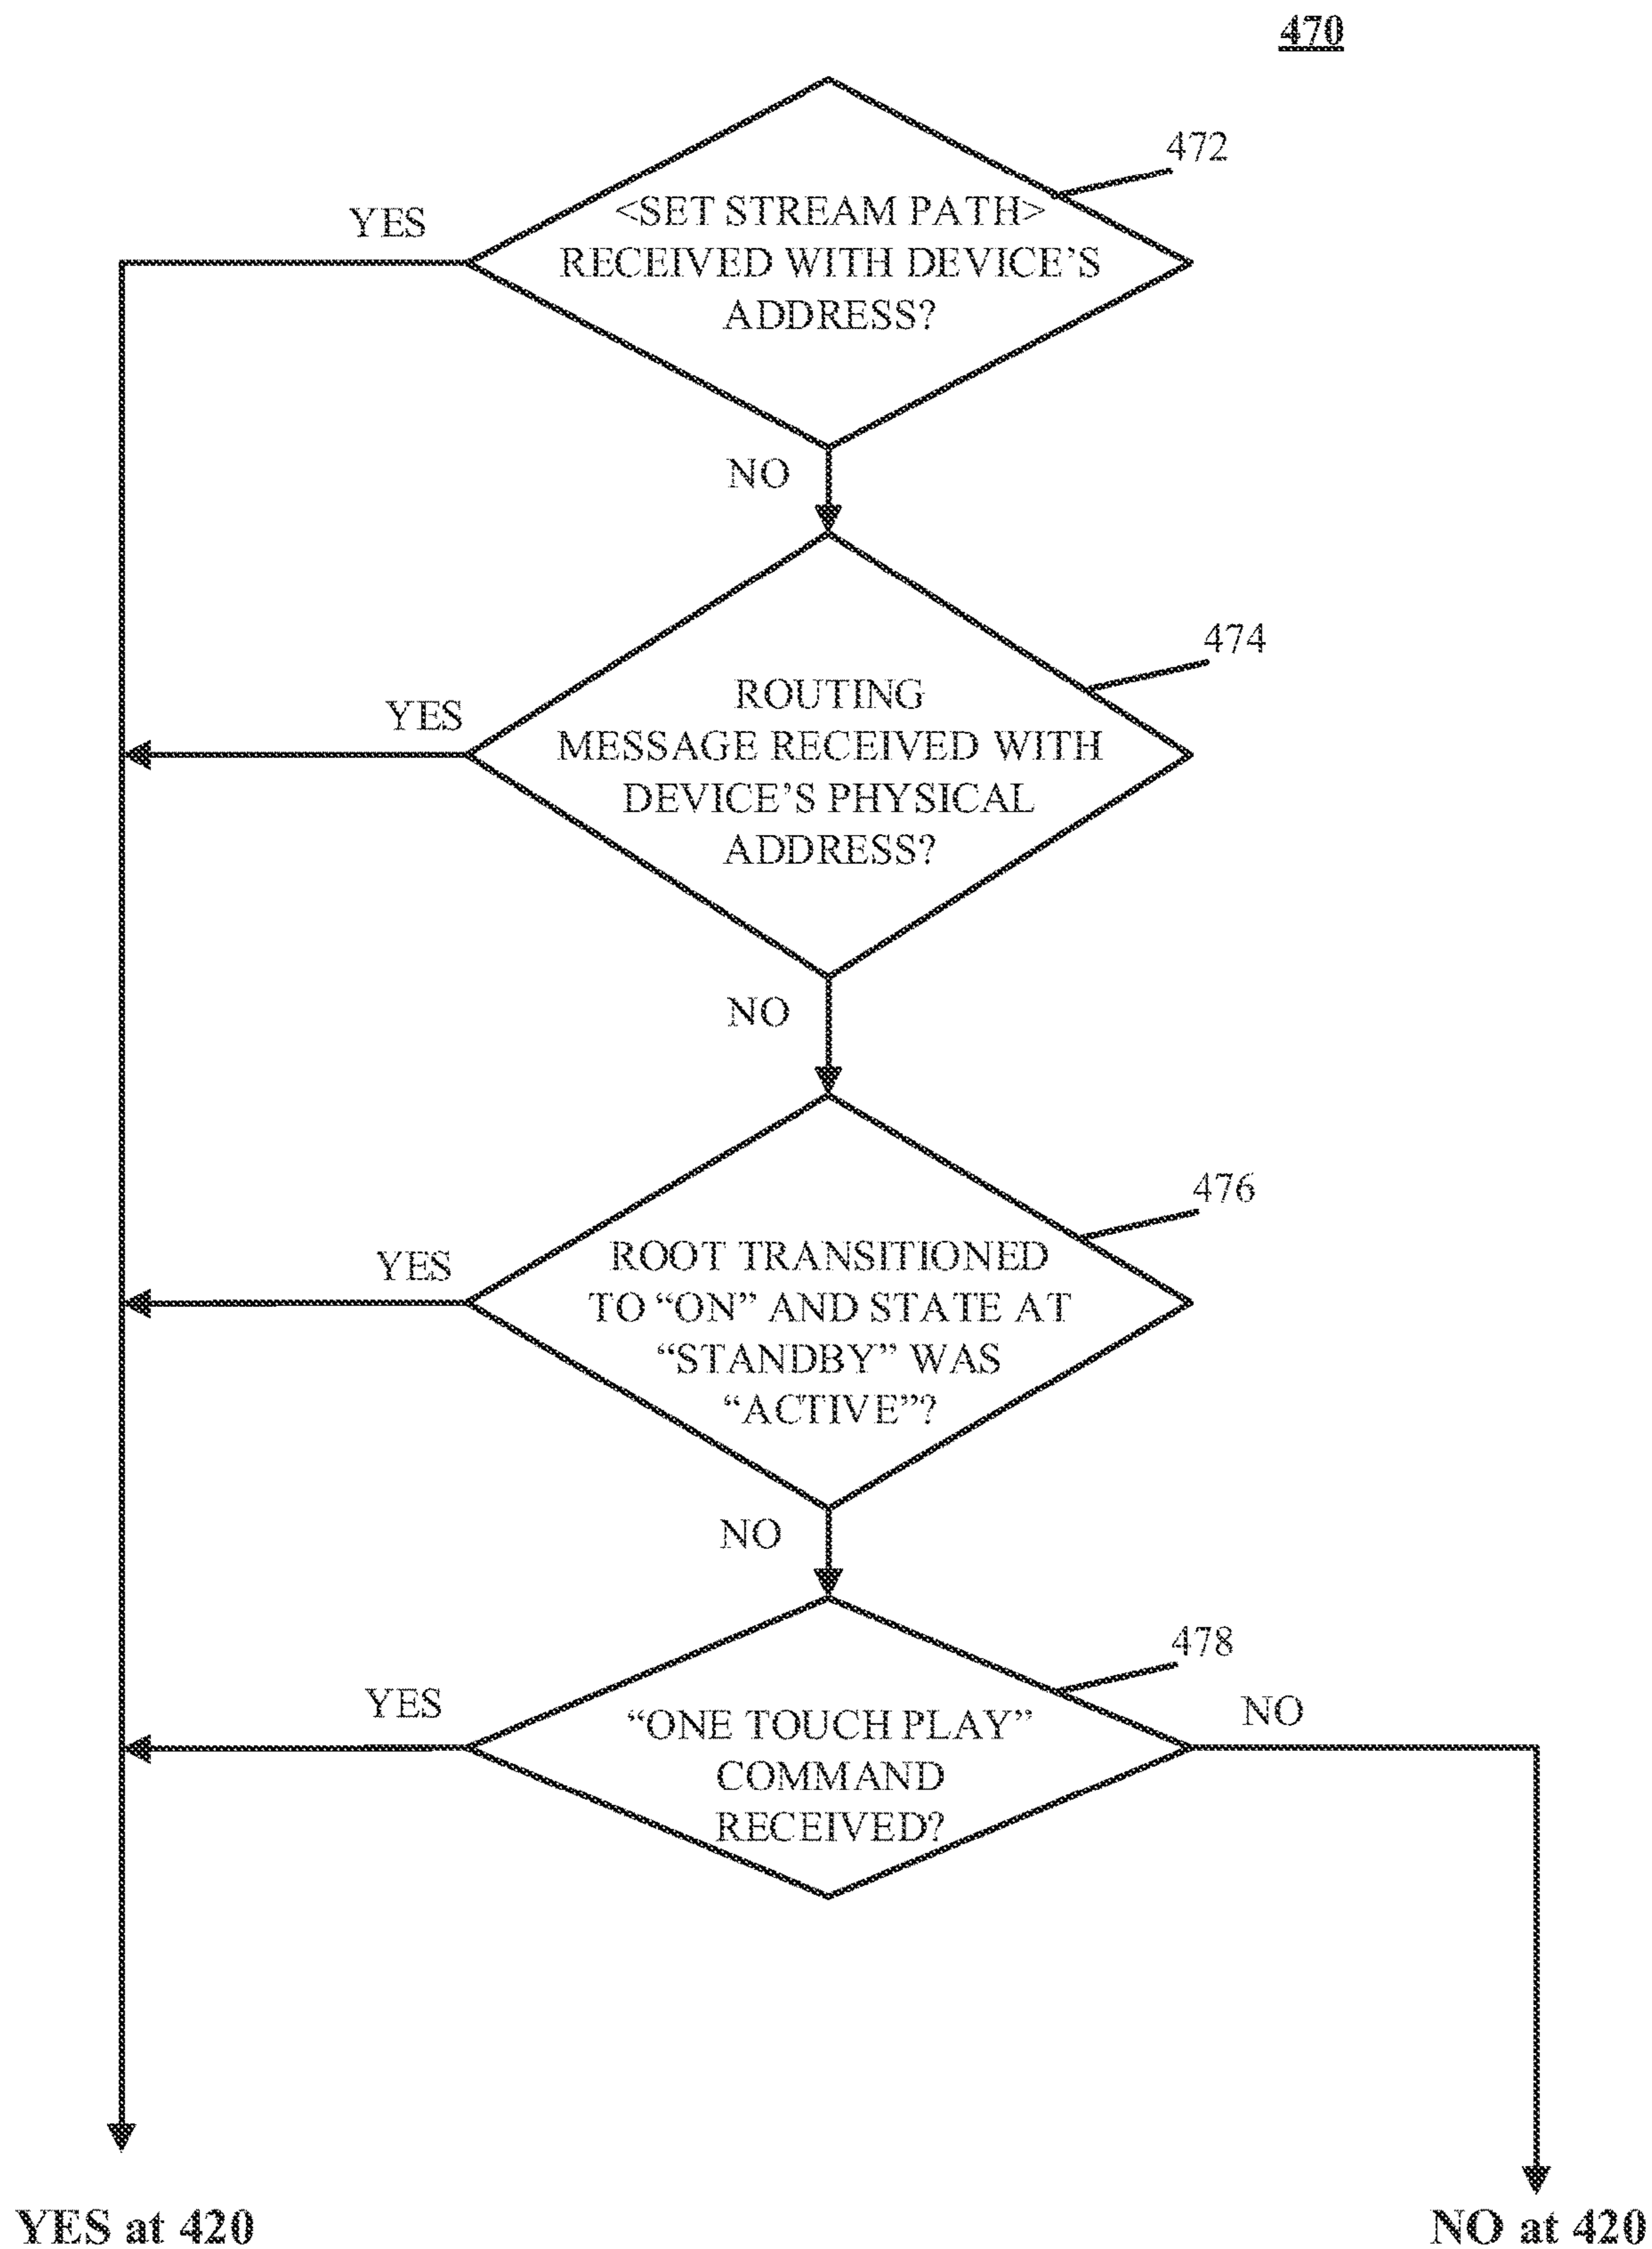 470
472
YES
<SET STREAM PATH>
RECEIVED WITH DEVICE’S
ADDRESS?
NO
474
YES
ROUTING
MESSAGE RECEIVED WITH
DEVICE’S PHYSICAL
ADDRESS?
NO
476
YES
ROOT TRANSITIONED
TO “ON” AND STATE AT
“STANDBY” WAS
“ACTIVE”?
NO
478
YES
NO
“ONE TOUCH PLAY”
COMMAND
RECEIVED?
YES at 420
NO at 420